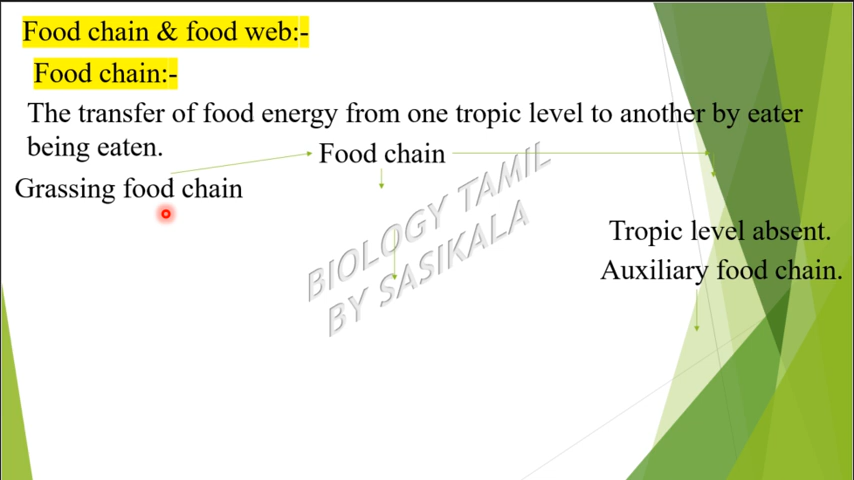 Food chain & food web:-
Food chain:-
The transfer of food energy from one tropic level to another by eater
being eaten.
Food chain
Grassing food chain
BIOLOGY TAMIL
BY SASIKALA
Tropic level absent.
Auxiliary food chain.